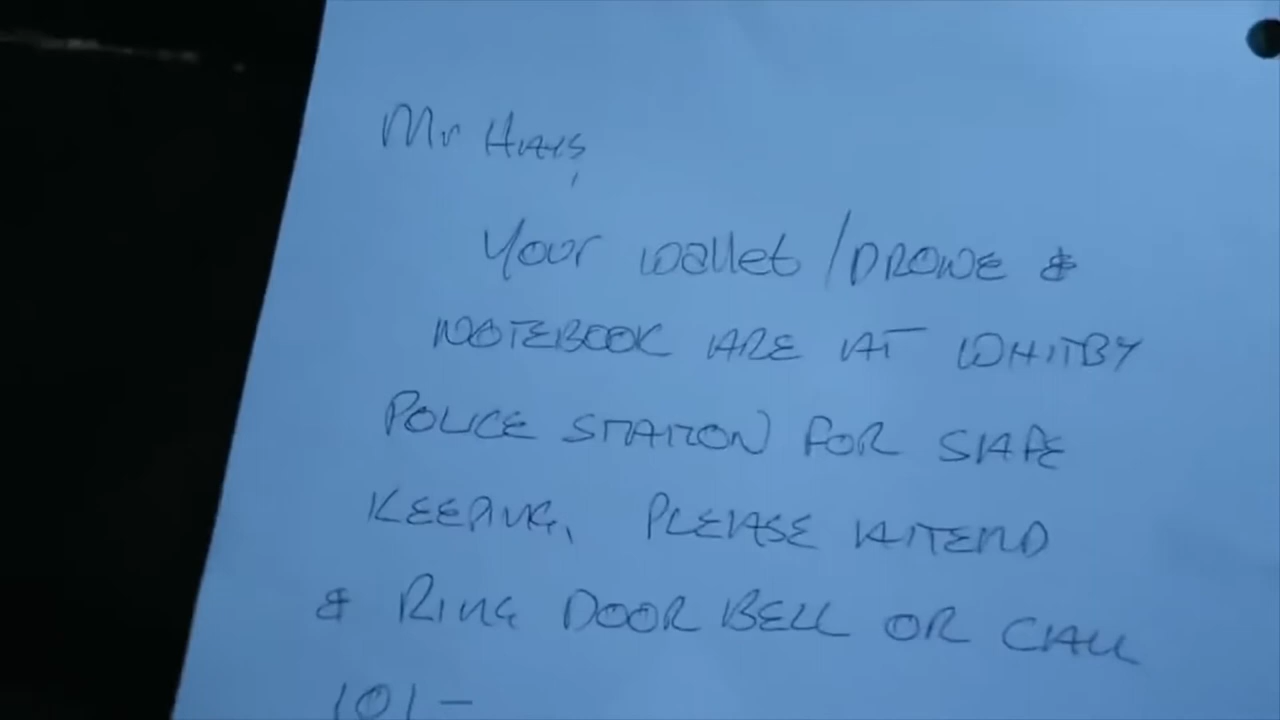 Mr HAYS,
Your wallet / DRONE &
NOTEBOOK ARE AT WHITBY
POLICE STATION FOR SAFE
KEEPING, PLEASE ATTEND
& RING DOOR BELL OR CALL
101 -